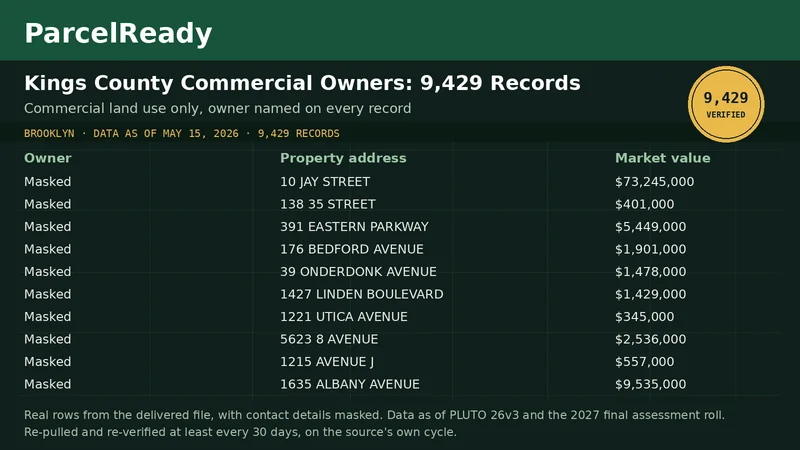 ParcelReady
Kings County Commercial Owners: 9,429 Records
Commercial land use only, owner named on every record
9,429
VERIFIED
BROOKLYN · DATA AS OF MAY 15, 2026 · 9,429 RECORDS
Owner Property address Market value
Masked 10 JAY STREET $73,245,000
Masked 138 35 STREET $401,000
Masked 391 EASTERN PARKWAY $5,449,000
Masked 176 BEDFORD AVENUE $1,901,000
Masked 39 ONDERDONK AVENUE $1,478,000
Masked 1427 LINDEN BOULEVARD $1,429,000
Masked 1221 UTICA AVENUE $345,000
Masked 5623 8 AVENUE $2,536,000
Masked 1215 AVENUE J $557,000
Masked 1635 ALBANY AVENUE $9,535,000
Real rows from the delivered file, with contact details masked. Data as of PLUTO 26v3 and the 2027 final assessment roll.
Re-pulled and re-verified at least every 30 days, on the source's own cycle.